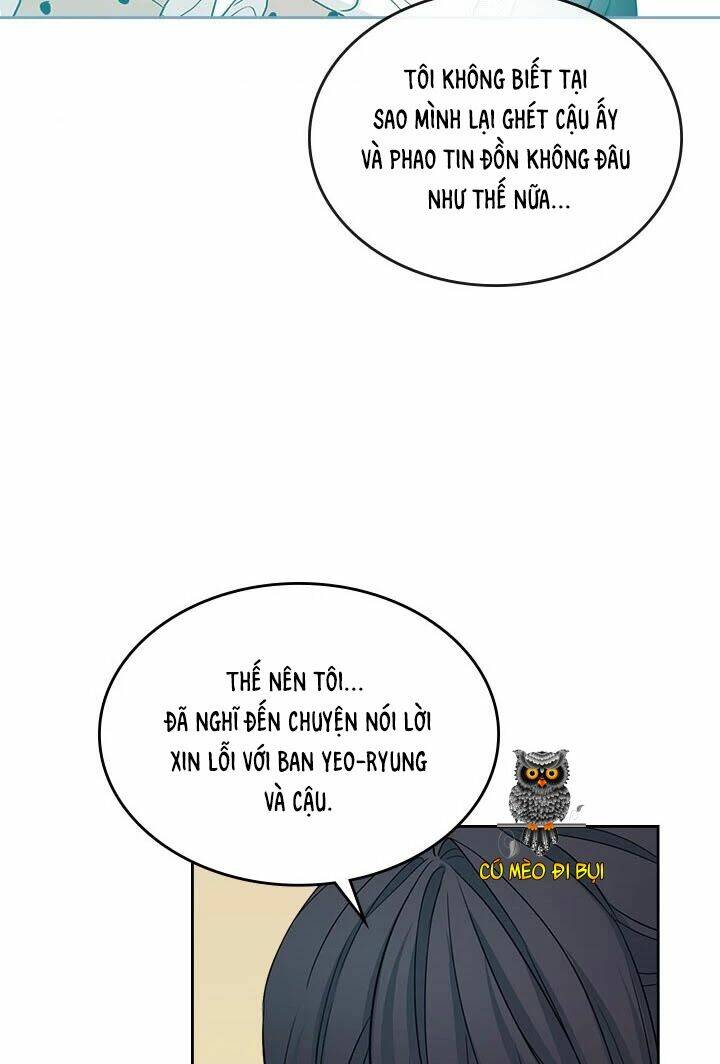 TÔI KHÔNG BIẾT TẠI
SAO MÌNH LẠI GHÉT CẬU ẤY
VÀ PHAO TIN ĐỒN KHÔNG ĐÂU
NHƯ THẾ NỮA...
THẾ NÊN TÔI...
ĐÃ NGHĨ ĐẾN CHUYỆN NÓI LỜI
XIN LỖI VỚI BAN YEO-RYUNG
VÀ CẬU.
CÚ MÈO ĐI BỤI